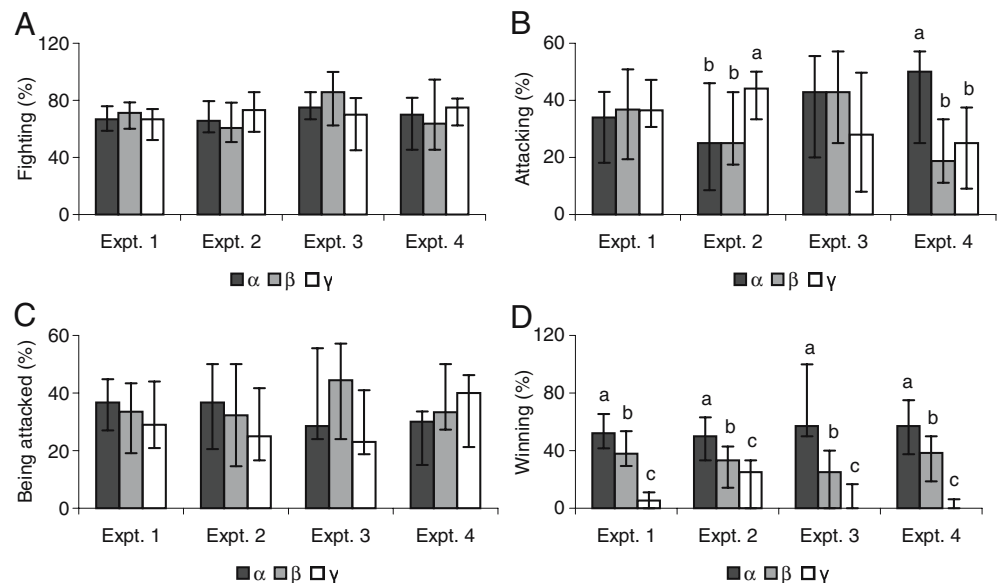 A
Fighting (%)
120
80
40
0
Expt. 1 Expt. 2 Expt. 3 Expt. 4
α β γ
B
Attacking (%)
60
40
20
0
b b a
a b b
Expt. 1 Expt. 2 Expt. 3 Expt. 4
α β γ
C
Being attacked (%)
60
40
20
0
Expt. 1 Expt. 2 Expt. 3 Expt. 4
α β γ
D
Winning (%)
120
80
40
0
a b c
a b c
a b c
a b c
Expt. 1 Expt. 2 Expt. 3 Expt. 4
α β γ